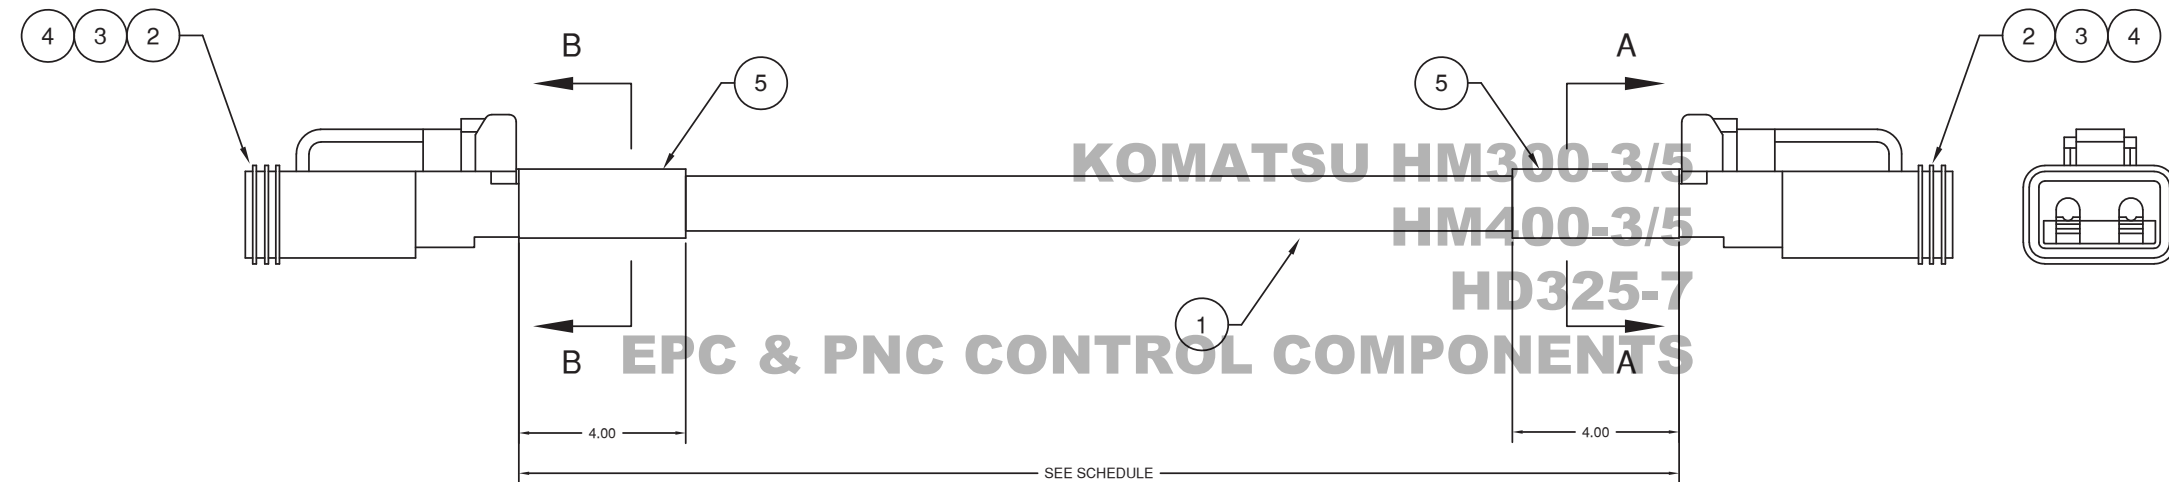 4 3 2
B
5
5
A
2 3 4
KOMATSU HM300-3/5
HM400-3/5
HD325-7
1
B
EPC & PNC CONTROL COMPONENTS
A
4.00
4.00
SEE SCHEDULE